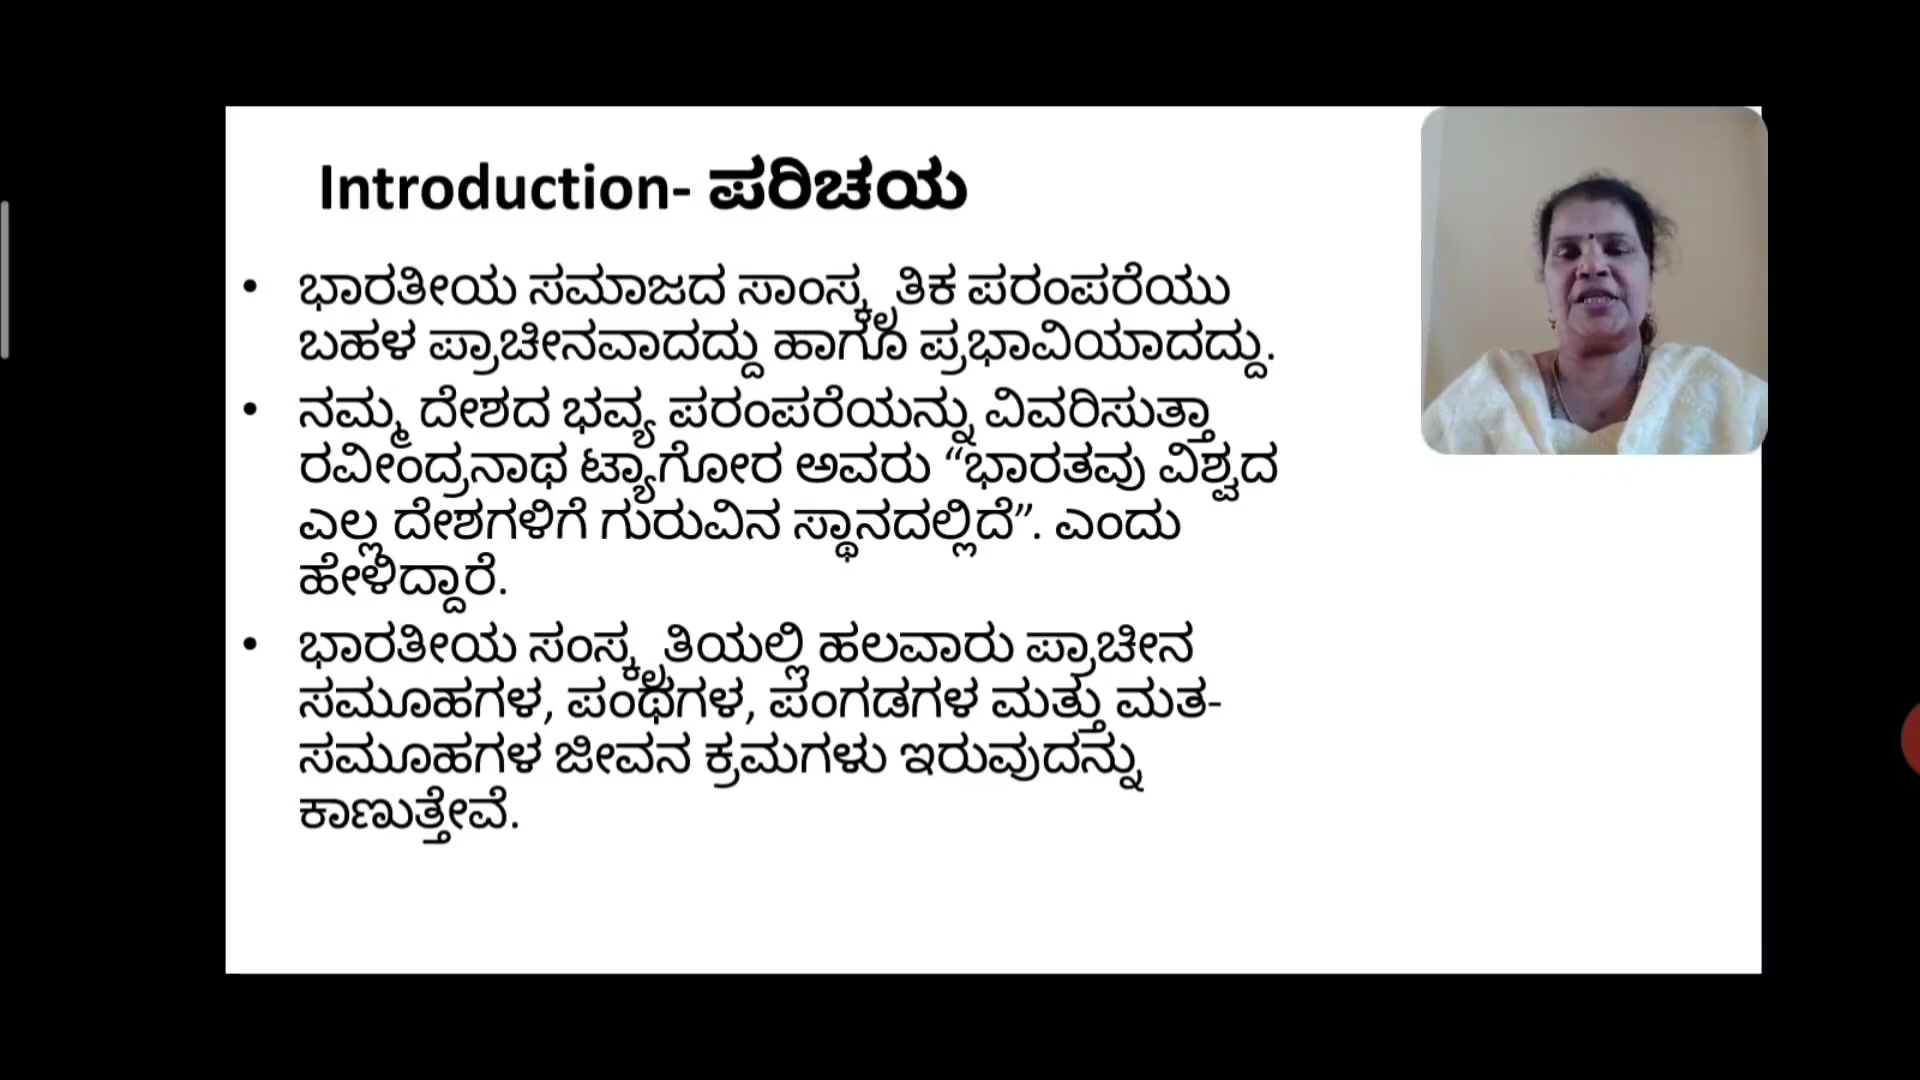 Introduction- ಪರಿಚಯ
• ಭಾರತೀಯ ಸಮಾಜದ ಸಾಂಸ್ಕೃತಿಕ ಪರಂಪರೆಯು
ಬಹಳ ಪ್ರಾಚೀನವಾದದ್ದು ಹಾಗೂ ಪ್ರಭಾವಿಯಾದದ್ದು.
• ನಮ್ಮ ದೇಶದ ಭವ್ಯ ಪರಂಪರೆಯನ್ನು ವಿವರಿಸುತ್ತಾ
ರವೀಂದ್ರನಾಥ ಟ್ಯಾಗೋರ ಅವರು “ಭಾರತವು ವಿಶ್ವದ
ಎಲ್ಲ ದೇಶಗಳಿಗೆ ಗುರುವಿನ ಸ್ಥಾನದಲ್ಲಿದೆ”. ಎಂದು
ಹೇಳಿದ್ದಾರೆ.
• ಭಾರತೀಯ ಸಂಸ್ಕೃತಿಯಲ್ಲಿ ಹಲವಾರು ಪ್ರಾಚೀನ
ಸಮೂಹಗಳ, ಪಂಥಗಳ, ಪಂಗಡಗಳ ಮತ್ತು ಮತ-
ಸಮೂಹಗಳ ಜೀವನ ಕ್ರಮಗಳು ಇರುವುದನ್ನು
ಕಾಣುತ್ತೇವೆ.